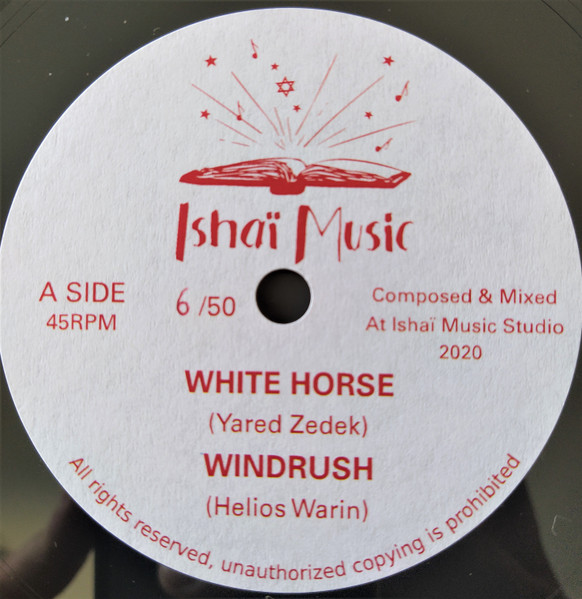 Ishaï Music
A SIDE
45RPM
6/50
Composed & Mixed
At Ishaï Music Studio
2020
WHITE HORSE
(Yared Zedek)
WINDRUSH
(Helios Warin)
All rights reserved, unauthorized copying is prohibited